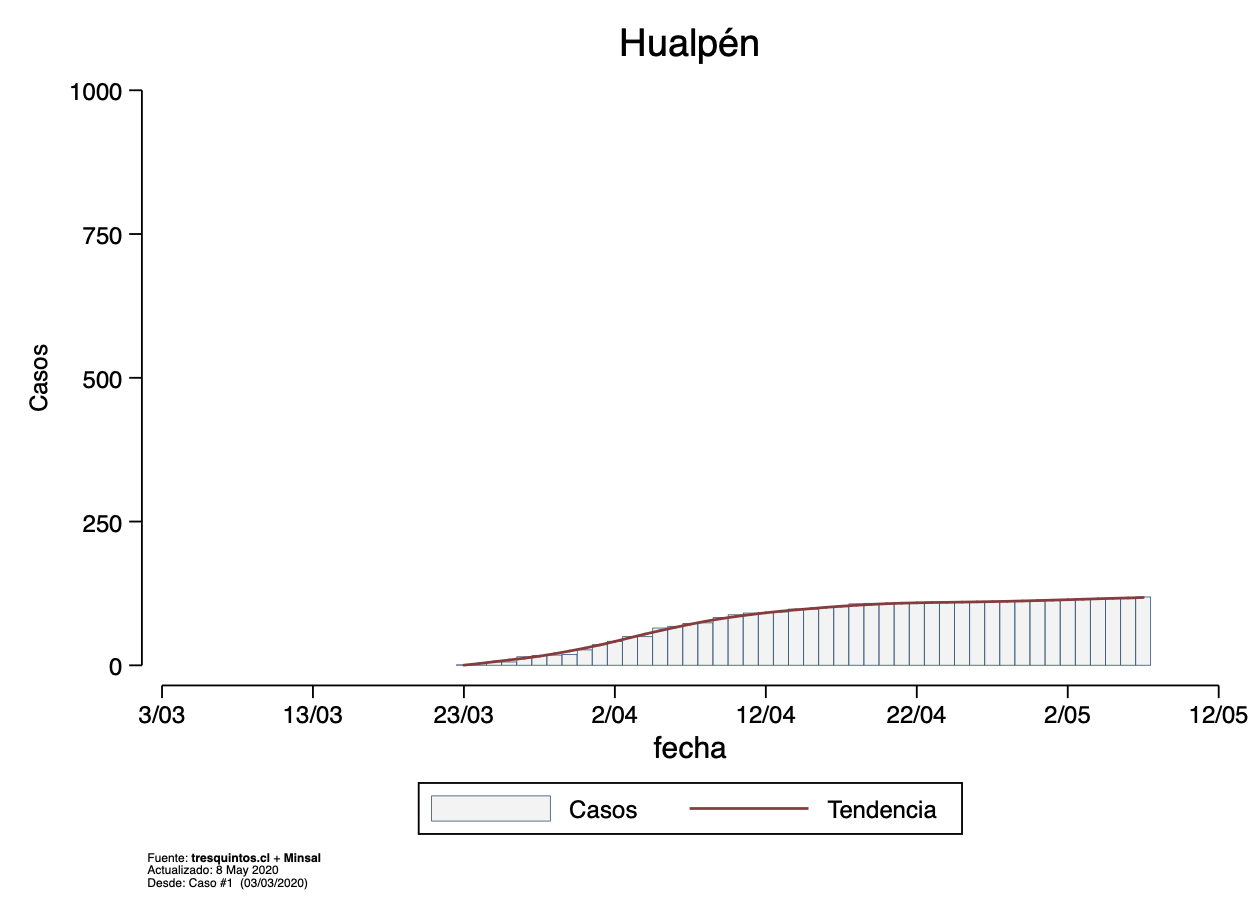 Hualpén
1000
750
500
250
0
Casos
3/03 13/03 23/03 2/04 12/04 22/04 2/05 12/05
fecha
Casos Tendencia
Fuente: tresquintos.cl + Minsal
Actualizado: 8 May 2020
Desde: Caso #1 (03/03/2020)